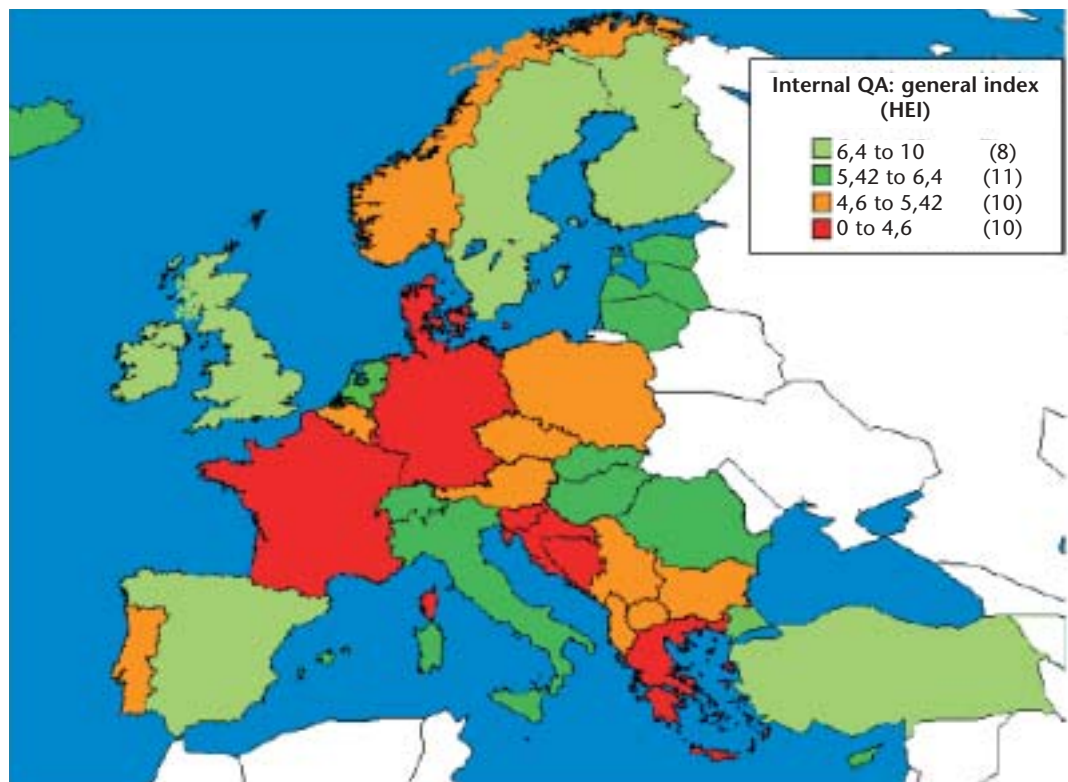 Internal QA: general index
(HEI)
6,4 to 10 (8)
5,42 to 6,4 (11)
4,6 to 5,42 (10)
0 to 4,6 (10)